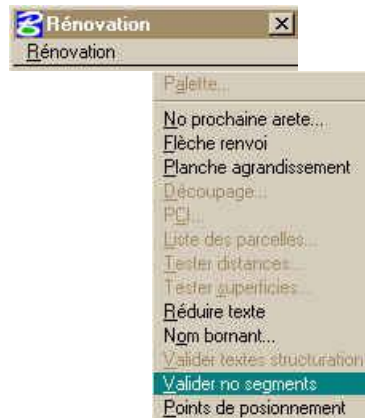 Rénovation
Rénovation
Palette...
No prochaine arete...
Flèche renvoi
Planche agrandissement
Découpage...
PCI...
Liste des parcelles...
Tester distances...
Tester superficies...
Réduire texte
Nom bornant...
Valider textes structuration
Valider no segments
Points de posionnement